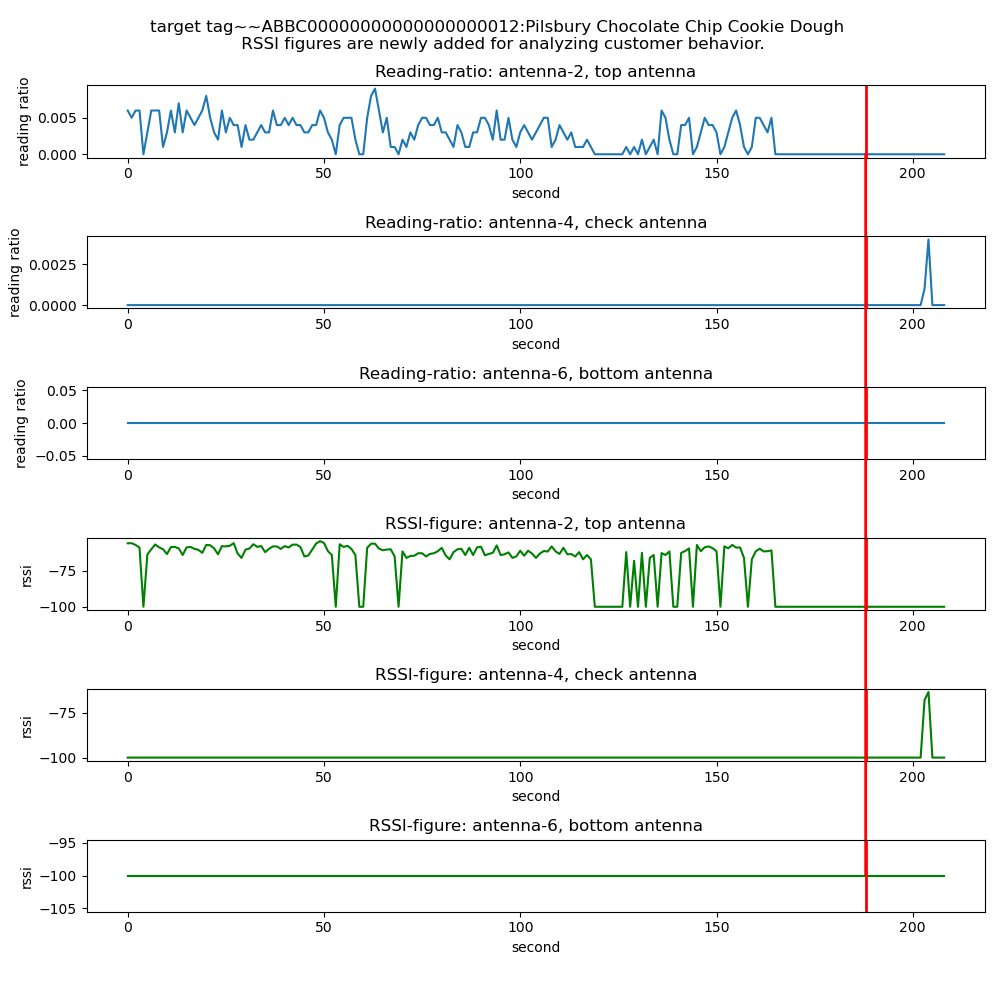 target tag~~ABBC00000000000000000012:Pilsbury Chocolate Chip Cookie Dough
RSSI figures are newly added for analyzing customer behavior.
Reading-ratio: antenna-2, top antenna
reading ratio
0.005
0.000
0 50 100 150 200
second
Reading-ratio: antenna-4, check antenna
reading ratio
0.0025
0.0000
0 50 100 150 200
second
Reading-ratio: antenna-6, bottom antenna
reading ratio
0.05
0.00
−0.05
0 50 100 150 200
second
RSSI-figure: antenna-2, top antenna
rssi
−75
−100
0 50 100 150 200
second
RSSI-figure: antenna-4, check antenna
rssi
−75
−100
0 50 100 150 200
second
RSSI-figure: antenna-6, bottom antenna
rssi
−95
−100
−105
0 50 100 150 200
second